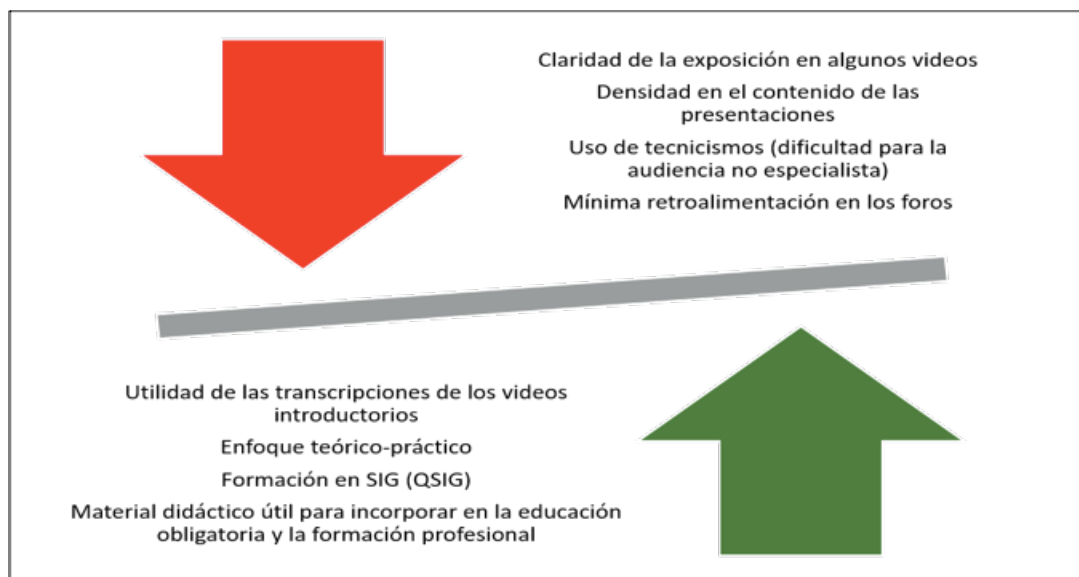 Claridad de la exposición en algunos videos
Densidad en el contenido de las
presentaciones
Uso de tecnicismos (dificultad para la
audiencia no especialista)
Mínima retroalimentación en los foros
Utilidad de las transcripciones de los videos
introductorios
Enfoque teórico-práctico
Formación en SIG (QSIG)
Material didáctico útil para incorporar en la educación
obligatoria y la formación profesional